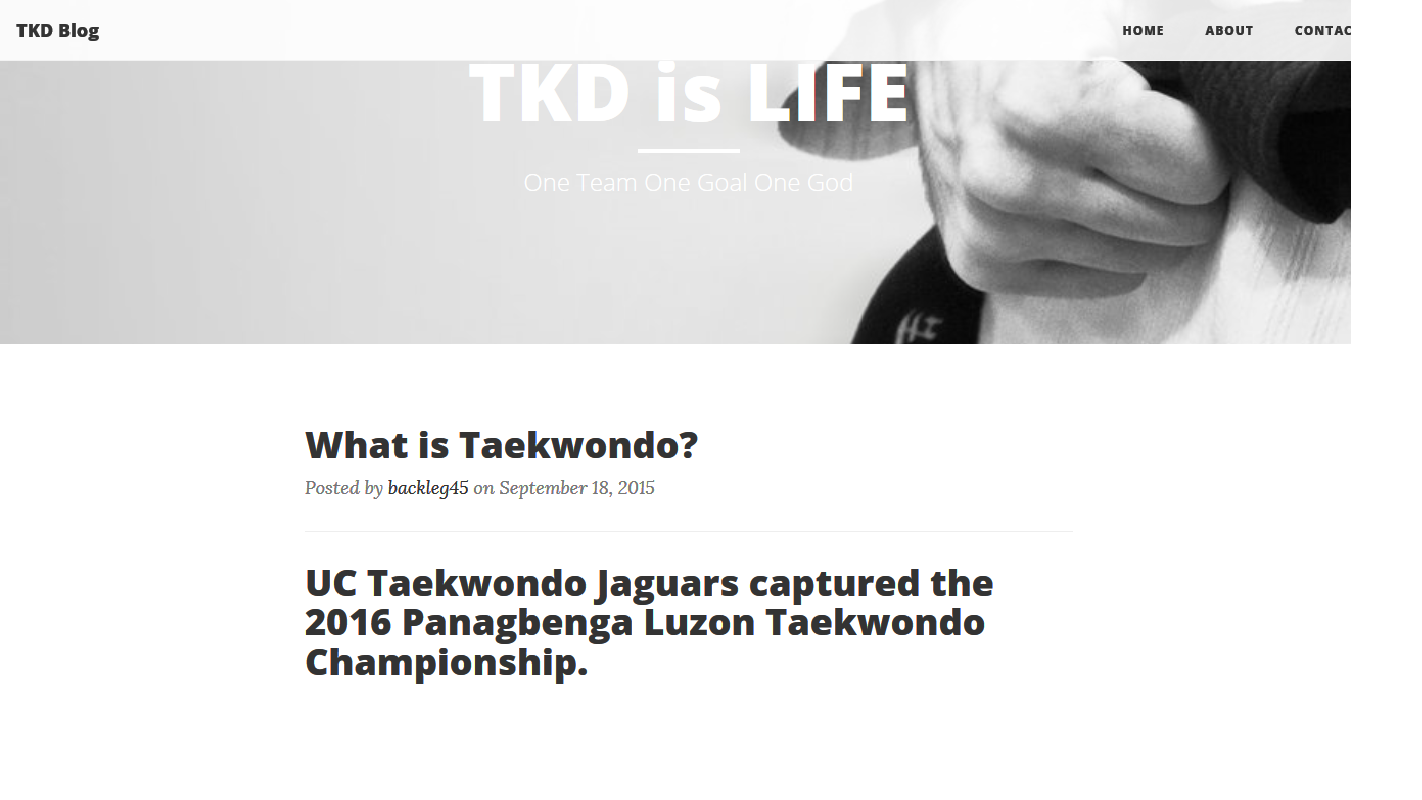 TKD Blog
HOME ABOUT CONTAC
TKD is LIFE
One Team One Goal One God
HI
What is Taekwondo?
Posted by backleg45 on September 18, 2015
UC Taekwondo Jaguars captured the
2016 Panagbenga Luzon Taekwondo
Championship.